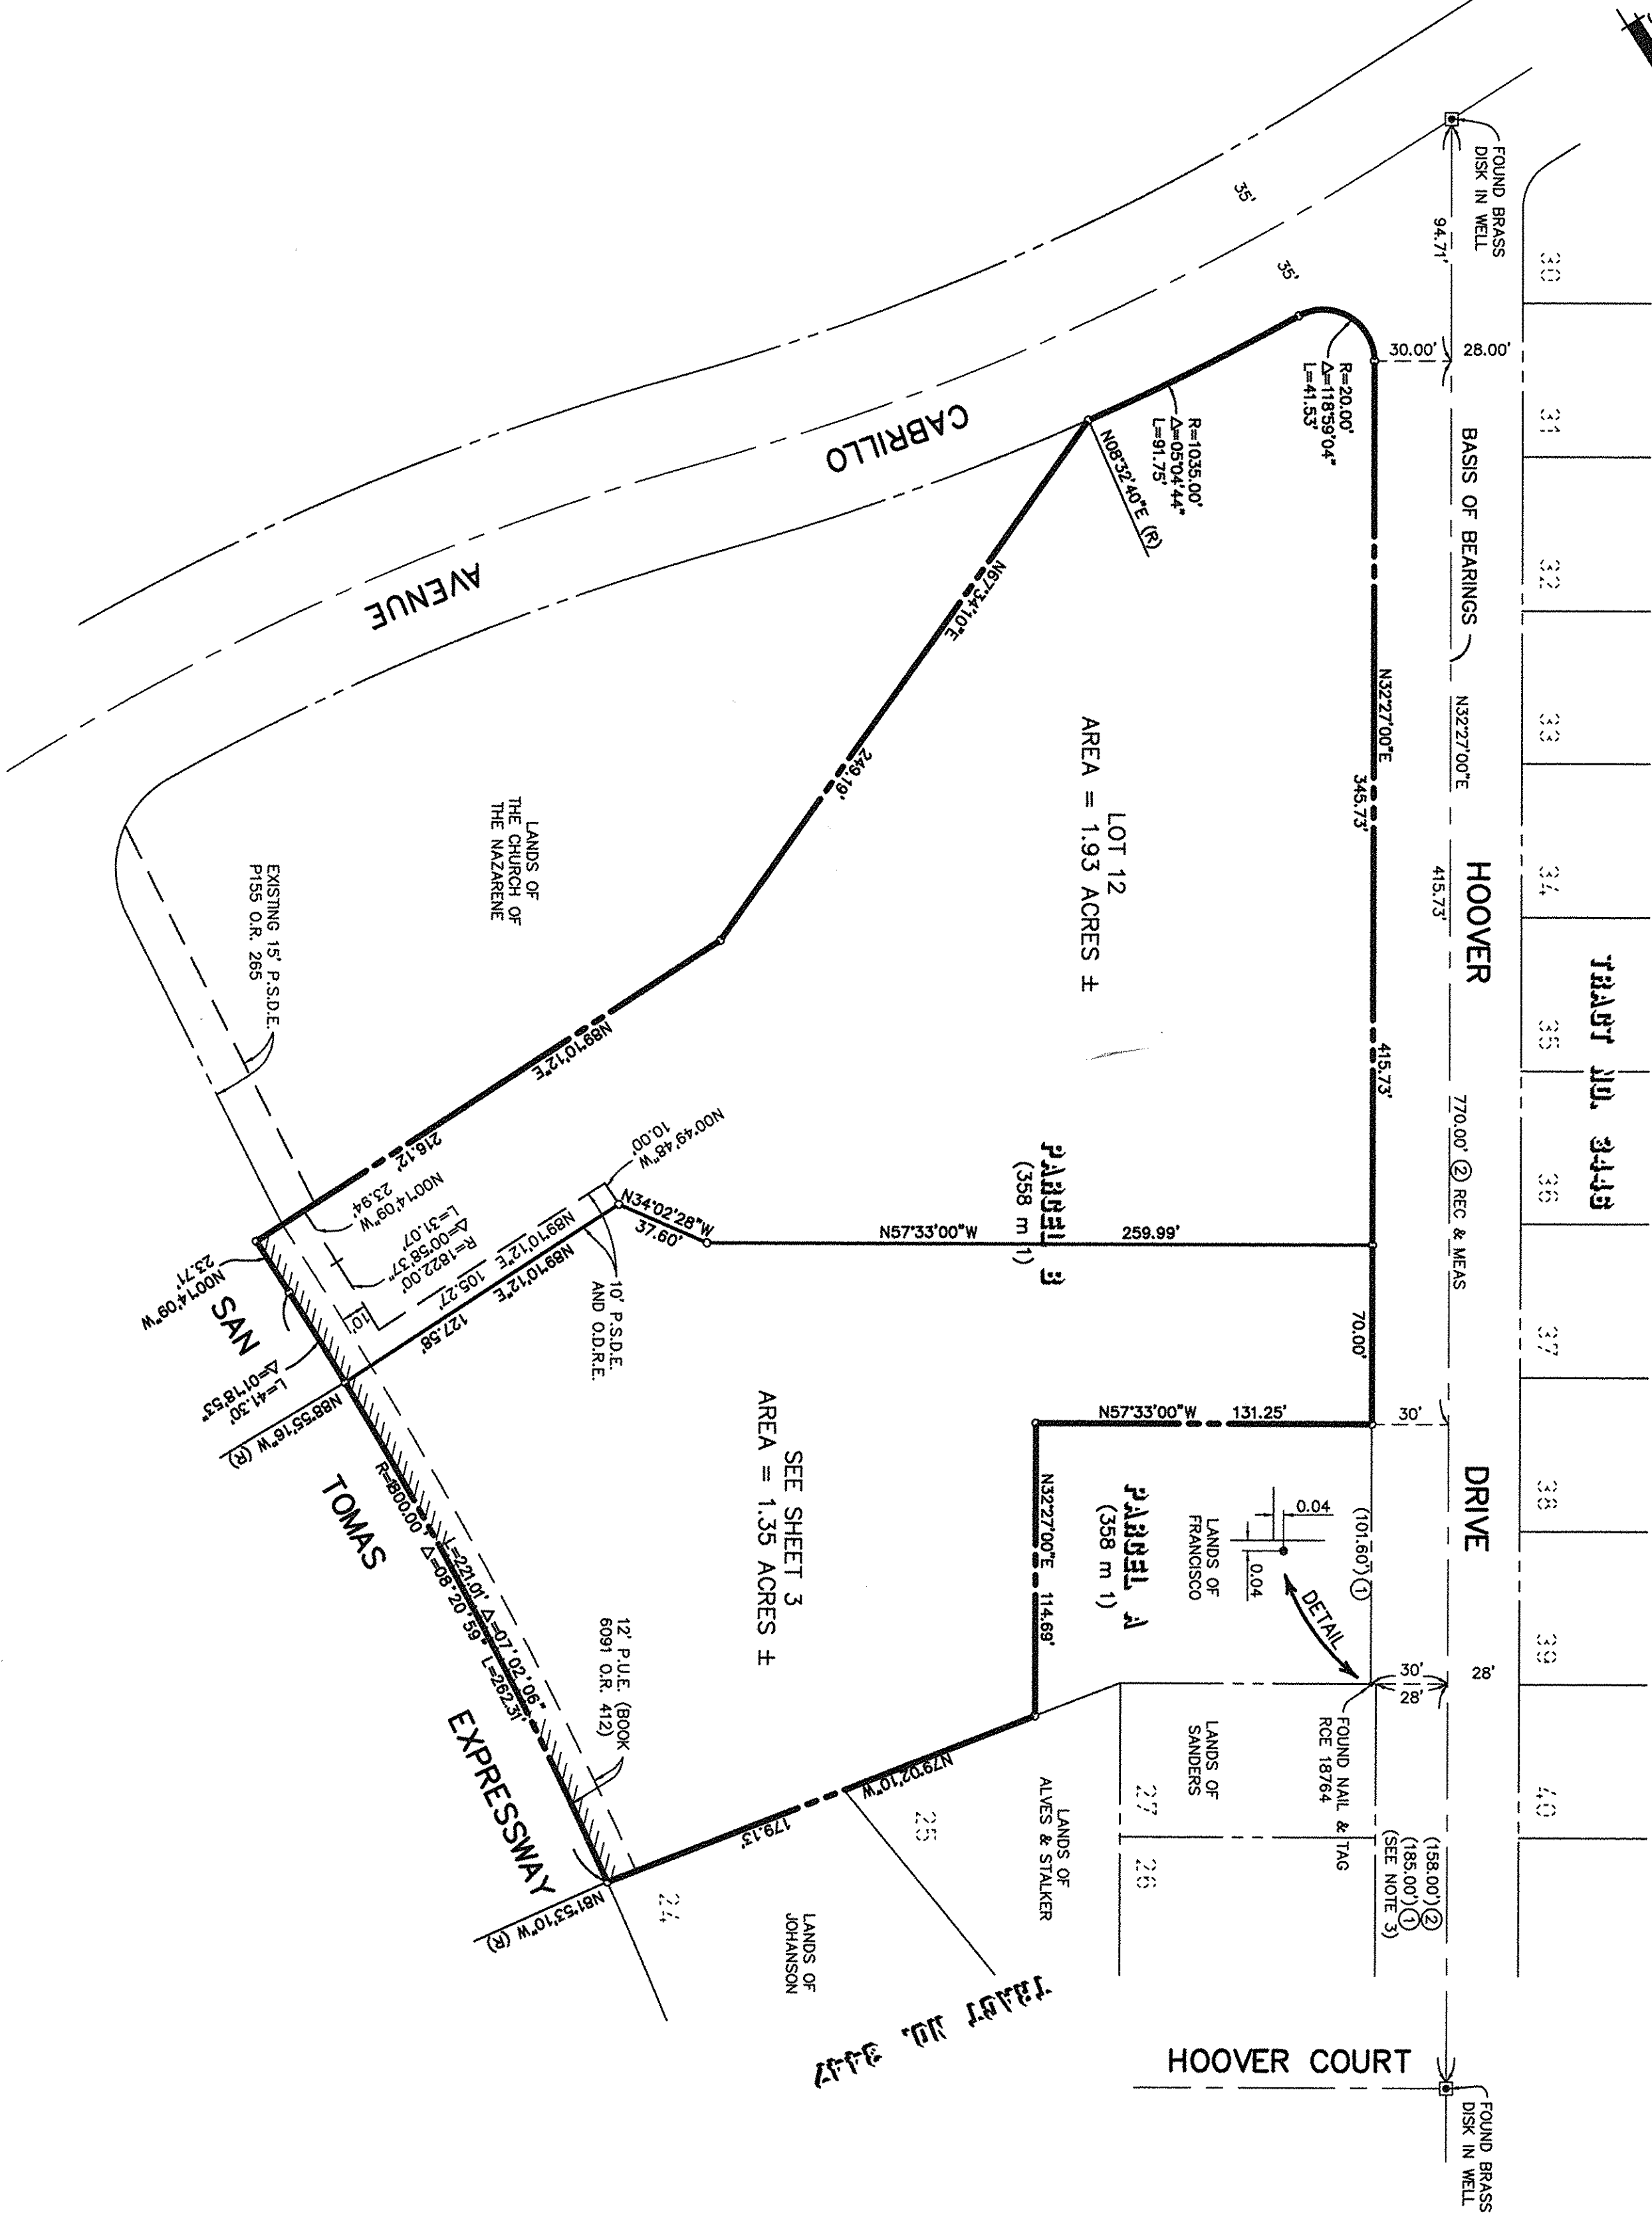 FOUND BRASS
DISK IN WELL
94.71'
30
31
32
33
34
35
36
37
38
39
40
TRACT NO. 3446
30.00'
28.00'
BASIS OF BEARINGS
N32°27'00"E
415.73'
HOOVER
770.00' ② REC & MEAS
DRIVE
35'
35'
R=20.00'
Δ=118°59'04"
L=41.53'
R=1035.00'
Δ=05°04'44"
L=91.75'
N08°32'40"E (R)
N32°27'00"E
345.73'
415.73'
70.00'
30'
(101.60')①
30'
28'
28'
FOUND NAIL & TAG
RCE 18764
(158.00')②
(185.00')①
(SEE NOTE 3)
FOUND BRASS
DISK IN WELL
HOOVER COURT
CABRILLO
AVENUE
N67°34'10"E
249.19'
LOT 12
AREA = 1.93 ACRES ±
PARCEL B
(358 m 1)
N57°33'00"W
259.99'
N57°33'00"W
131.25'
N32°27'00"E
114.69'
PARCEL A
(358 m 1)
LANDS OF
FRANCISCO
0.04
0.04
DETAIL
LANDS OF
SANDERS
27
26
LANDS OF
ALVES & STALKER
25
24
LANDS OF
JOHANSON
TRACT NO. 3447
N79°02'10"W
179.13'
LANDS OF
THE CHURCH OF
THE NAZARENE
EXISTING 15' P.S.D.E.
P155 O.R. 265
N89°10'12"E
216.12'
N00°14'09"W
23.94'
R=1822.00'
Δ=00°58'37"
L=31.07'
N00°49'48"W
10.00'
N34°02'28"W
37.60'
N89°10'12"E
105.27'
N89°10'12"E
127.58'
10'
10' P.S.D.E.
AND O.D.R.E.
N00°14'09"W
23.71'
Δ=01°18'53"
L=41.30'
N88°55'16"W (R)
SAN
TOMAS
EXPRESSWAY
R=1800.00'
Δ=08°20'59" L=262.31'
L=221.01' Δ=07°02'06"
SEE SHEET 3
AREA = 1.35 ACRES ±
12' P.U.E. (BOOK
6091 O.R. 412)
N81°53'10"W (R)